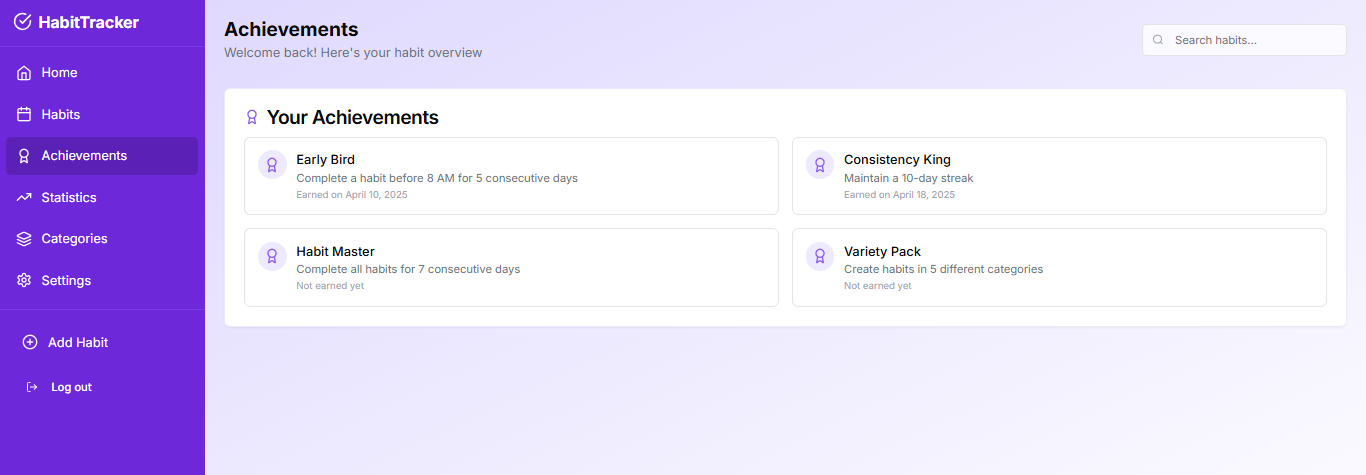 HabitTracker
Home
Habits
Achievements
Statistics
Categories
Settings
Add Habit
Log out
Achievements
Welcome back! Here's your habit overview
Search habits...
Your Achievements
Early Bird
Complete a habit before 8 AM for 5 consecutive days
Earned on April 10, 2025
Consistency King
Maintain a 10-day streak
Earned on April 18, 2025
Habit Master
Complete all habits for 7 consecutive days
Not earned yet
Variety Pack
Create habits in 5 different categories
Not earned yet